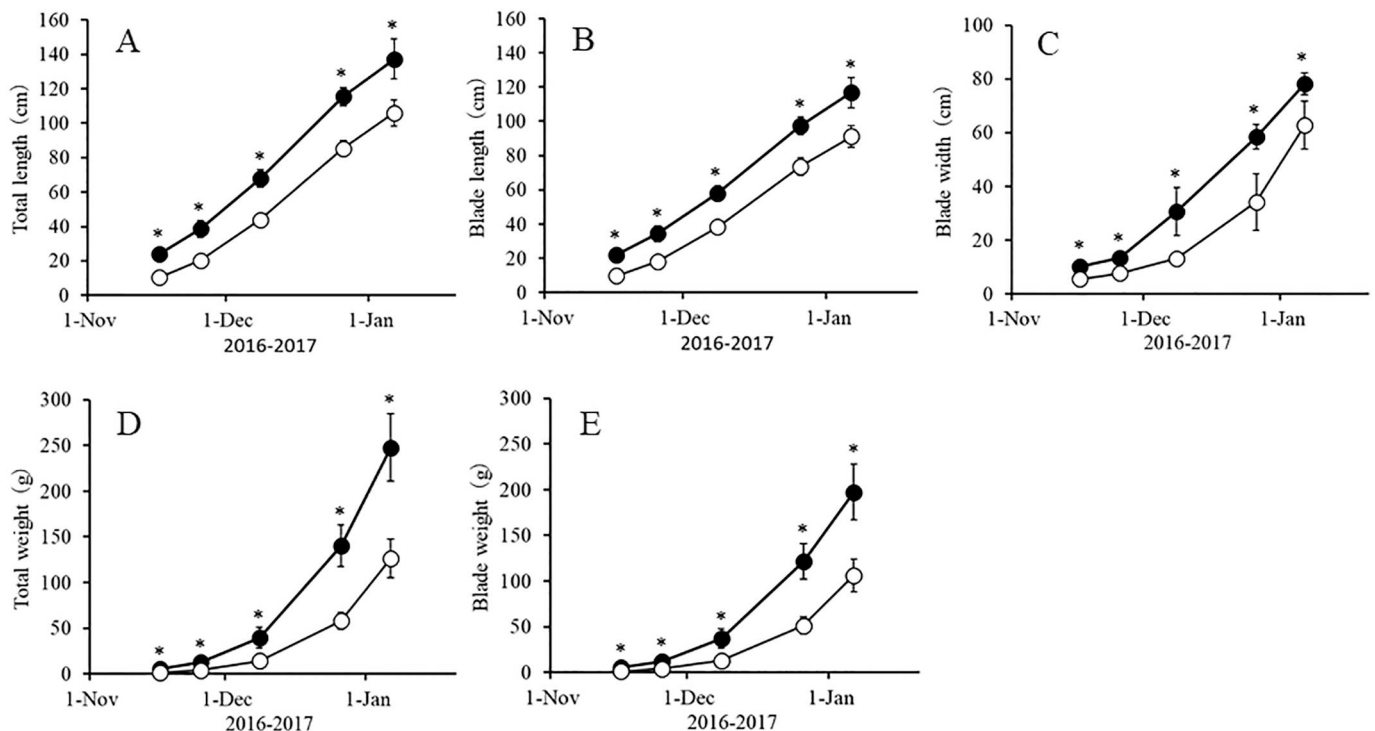 A
Total length (cm)
160
140
120
100
80
60
40
20
0
1-Nov
1-Dec
1-Jan
2016-2017
* * * * *
B
Blade length (cm)
160
140
120
100
80
60
40
20
0
1-Nov
1-Dec
1-Jan
2016-2017
* * * * *
C
Blade width (cm)
100
80
60
40
20
0
1-Nov
1-Dec
1-Jan
2016-2017
* * * * *
D
Total weight (g)
300
250
200
150
100
50
0
1-Nov
1-Dec
1-Jan
2016-2017
* * * * *
E
Blade weight (g)
300
250
200
150
100
50
0
1-Nov
1-Dec
1-Jan
2016-2017
* * * * *